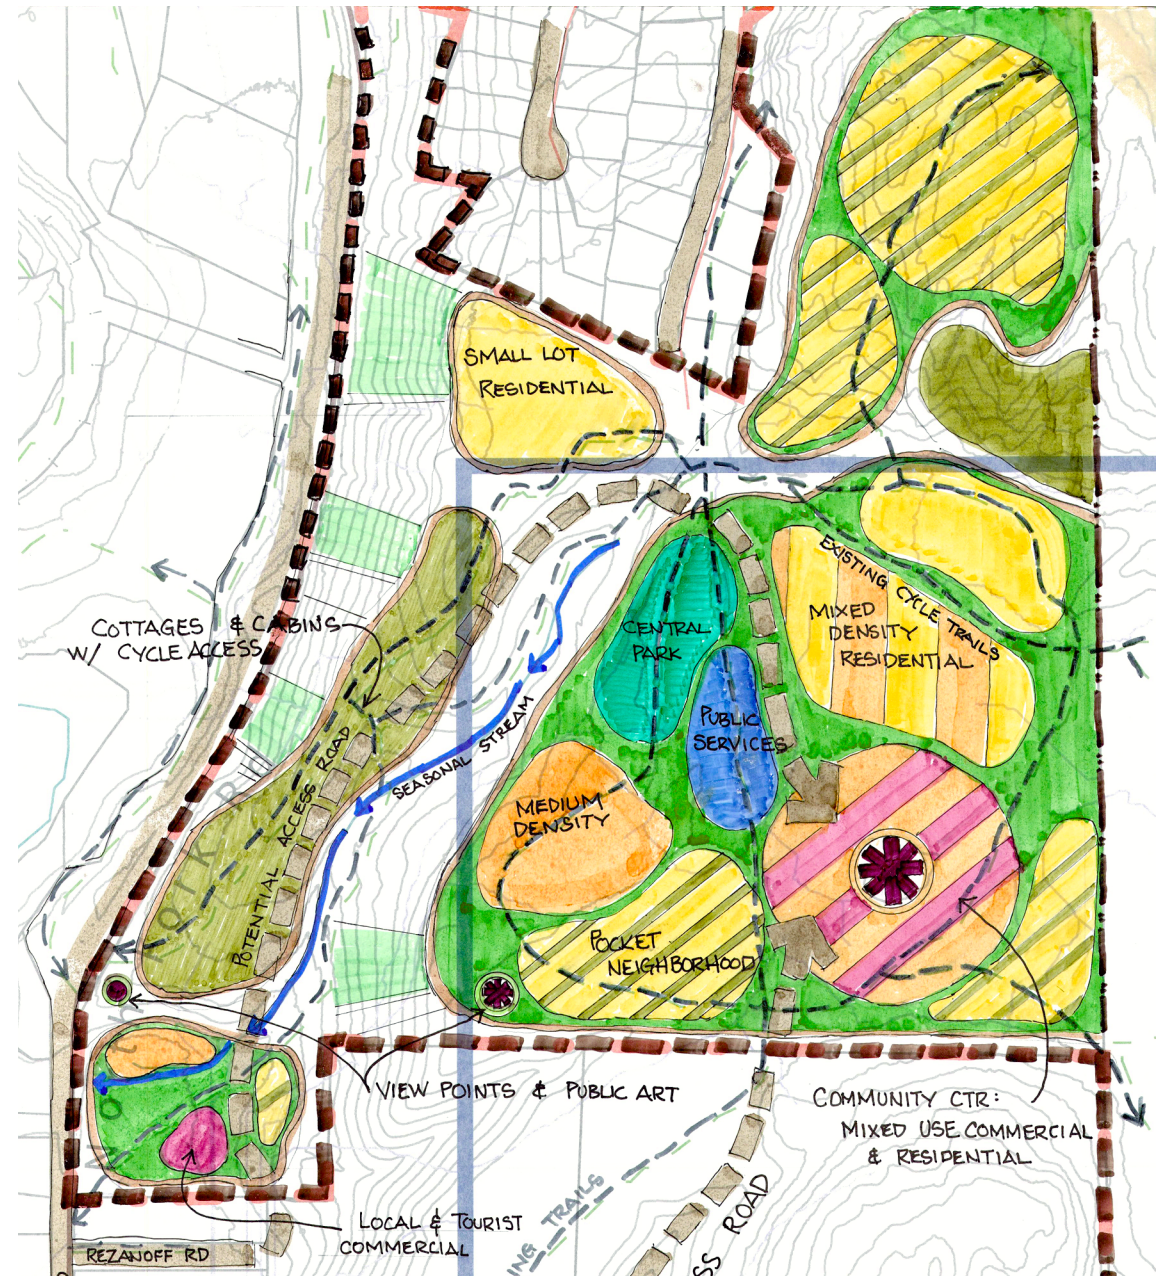 SMALL LOT
RESIDENTIAL
COTTAGES & CABINS
W/ CYCLE ACCESS
EXISTING CYCLE TRAILS
MIXED
DENSITY
RESIDENTIAL
CENTRAL
PARK
PUBLIC
SERVICES
SEASONAL STREAM
POTENTIAL ACCESS ROAD
MEDIUM
DENSITY
POCKET
NEIGHBORHOOD
VIEW POINTS & PUBLIC ART
COMMUNITY CTR:
MIXED USE COMMERCIAL
& RESIDENTIAL
LOCAL & TOURIST
COMMERCIAL
REZANOFF RD
ING TRAILS
SS ROAD